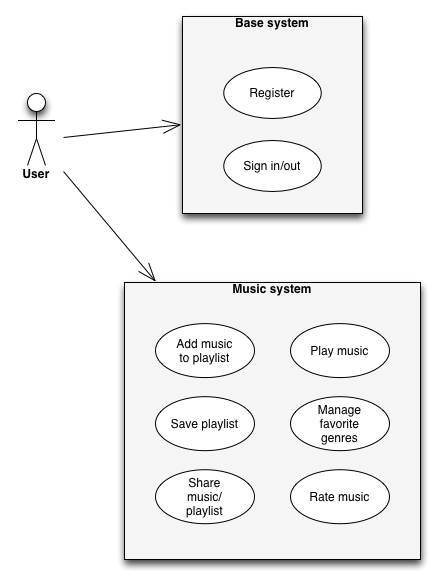 Base system
Register
Sign in/out
User
Music system
Add music
to playlist
Play music
Save playlist
Manage
favorite
genres
Share
music/
playlist
Rate music